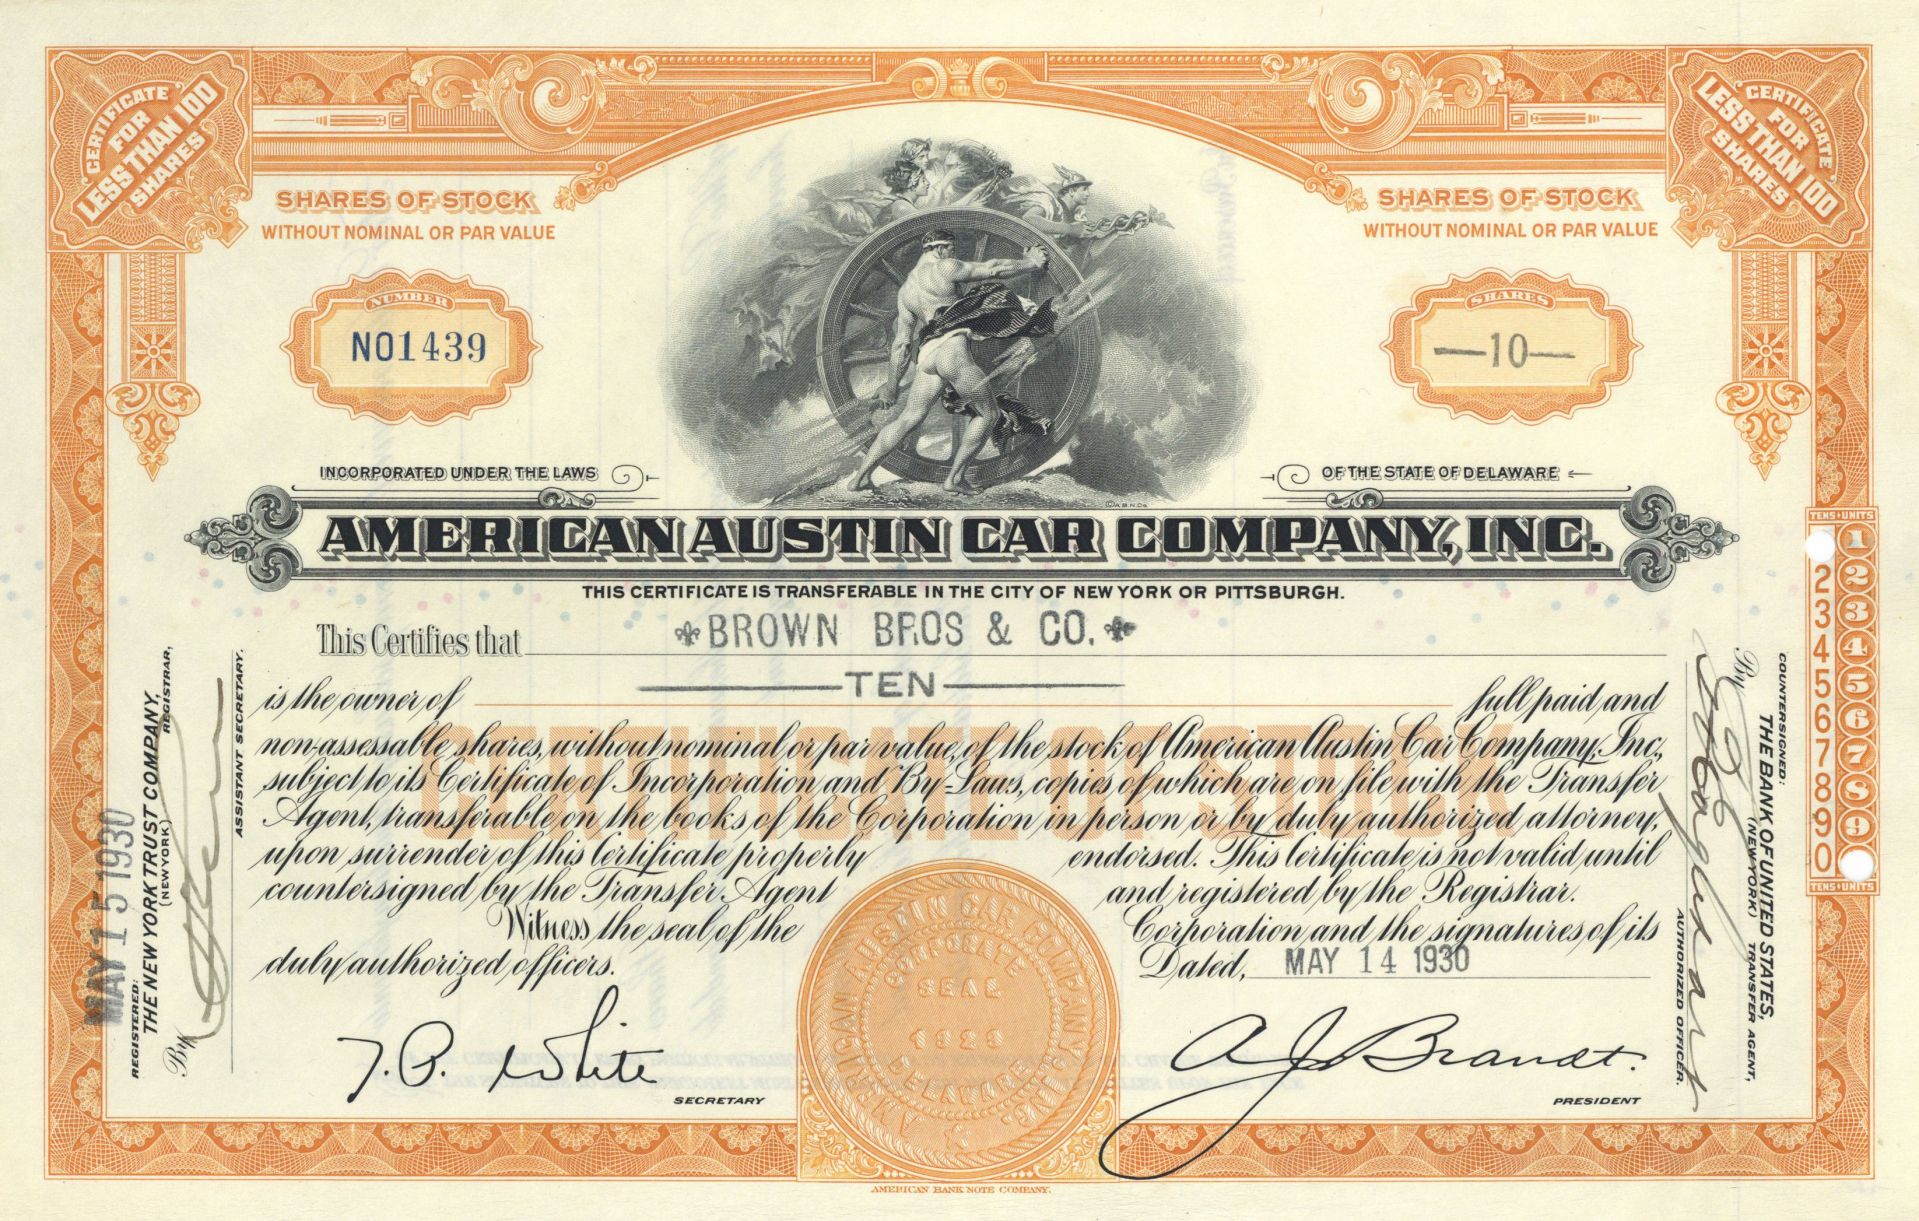 CERTIFICATE
FOR
LESS THAN 100
SHARES
CERTIFICATE
FOR
LESS THAN 100
SHARES
SHARES OF STOCK
WITHOUT NOMINAL OR PAR VALUE
SHARES OF STOCK
WITHOUT NOMINAL OR PAR VALUE
NUMBER
NO1439
SHARES
—10—
INCORPORATED UNDER THE LAWS
OF THE STATE OF DELAWARE
AMERICAN AUSTIN CAR COMPANY, INC.
THIS CERTIFICATE IS TRANSFERABLE IN THE CITY OF NEW YORK OR PITTSBURGH.
This Certifies that BROWN BROS & CO.
is the owner of TEN full paid and
non-assessable shares, without nominal or par value, of the stock of American Austin Car Company, Inc.,
subject to its Certificate of Incorporation and By-Laws, copies of which are on file with the Transfer
Agent, transferable on the books of the Corporation in person or by duly authorized attorney,
upon surrender of this Certificate properly endorsed. This Certificate is not valid until
countersigned by the Transfer Agent and registered by the Registrar.
Witness the seal of the Corporation and the signatures of its
duly authorized officers. Dated, MAY 14 1930
CERTIFICATE OF STOCK
T. P. White
SECRETARY
A. J. Brandt.
PRESIDENT
AMERICAN AUSTIN CAR COMPANY, INC.
CORPORATE
SEAL
1929
DELAWARE
MAY 15 1930
REGISTERED:
THE NEW YORK TRUST COMPANY,
(NEW YORK) REGISTRAR,
By
ASSISTANT SECRETARY.
COUNTERSIGNED:
THE BANK OF UNITED STATES,
(NEW YORK) TRANSFER AGENT,
By
AUTHORIZED OFFICER.
TENS UNITS
1
2 2
3 3
4 4
5 5
6 6
7 7
8 8
9 9
0
TENS UNITS
AMERICAN BANK NOTE COMPANY.